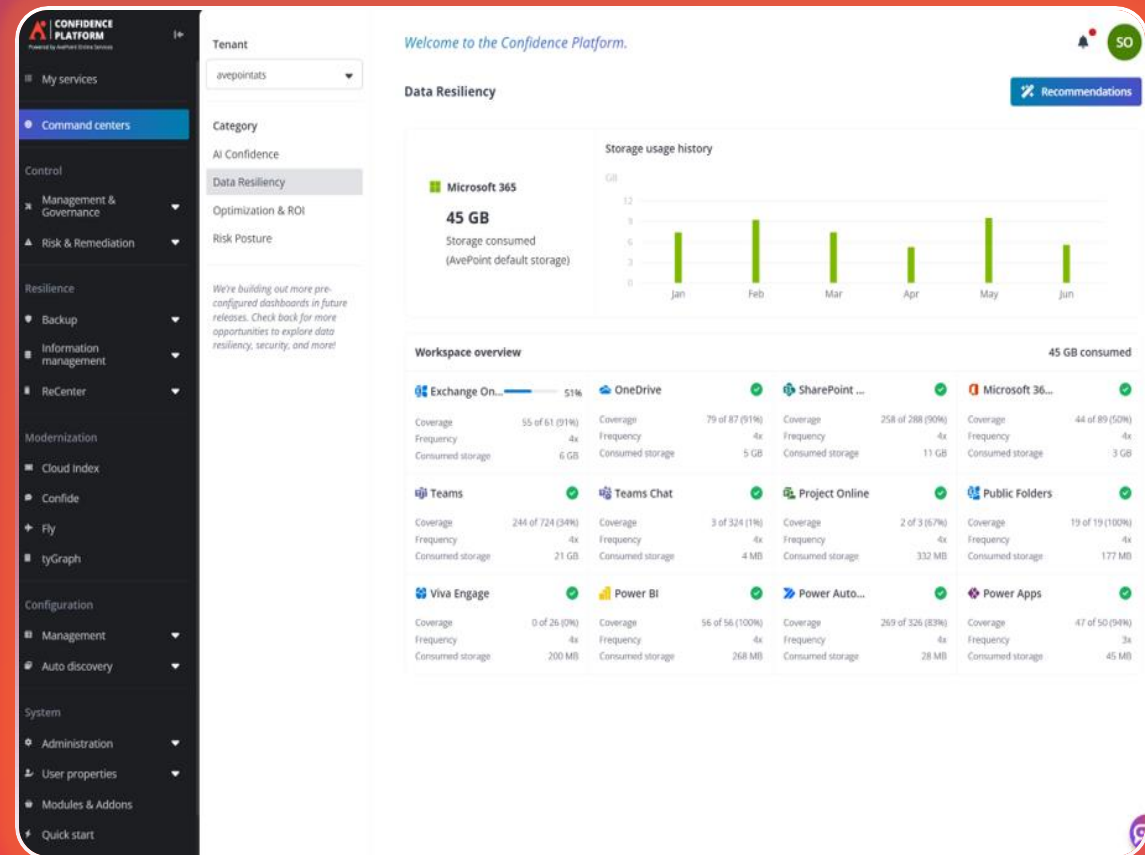 CONFIDENCE
PLATFORM
Powered by AvePoint Online Services
My services
Command centers
Control
Management &
Governance
Risk & Remediation
Resilience
Backup
Information
management
ReCenter
Modernization
Cloud Index
Confide
Fly
tyGraph
Configuration
Management
Auto discovery
System
Administration
User properties
Modules & Addons
Quick start
Tenant
avepointats
Category
AI Confidence
Data Resiliency
Optimization & ROI
Risk Posture
We're building out more pre-
configured dashboards in future
releases. Check back for more
opportunities to explore data
resiliency, security, and more!
Welcome to the Confidence Platform.
SO
Data Resiliency
Recommendations
Microsoft 365
45 GB
Storage consumed
(AvePoint default storage)
Storage usage history
GB
12
9
6
3
0
Jan Feb Mar Apr May Jun
Workspace overview 45 GB consumed
Exchange On... 51%
Coverage 55 of 61 (91%)
Frequency 4x
Consumed storage 6 GB
OneDrive
Coverage 79 of 87 (91%)
Frequency 4x
Consumed storage 5 GB
SharePoint ...
Coverage 258 of 288 (90%)
Frequency 4x
Consumed storage 11 GB
Microsoft 36...
Coverage 44 of 89 (50%)
Frequency 4x
Consumed storage 3 GB
Teams
Coverage 244 of 724 (34%)
Frequency 4x
Consumed storage 21 GB
Teams Chat
Coverage 3 of 324 (1%)
Frequency 4x
Consumed storage 4 MB
Project Online
Coverage 2 of 3 (67%)
Frequency 4x
Consumed storage 332 MB
Public Folders
Coverage 19 of 19 (100%)
Frequency 4x
Consumed storage 177 MB
Viva Engage
Coverage 0 of 26 (0%)
Frequency 4x
Consumed storage 200 MB
Power BI
Coverage 56 of 56 (100%)
Frequency 4x
Consumed storage 268 MB
Power Auto...
Coverage 269 of 326 (83%)
Frequency 4x
Consumed storage 28 MB
Power Apps
Coverage 47 of 50 (94%)
Frequency 3x
Consumed storage 45 MB